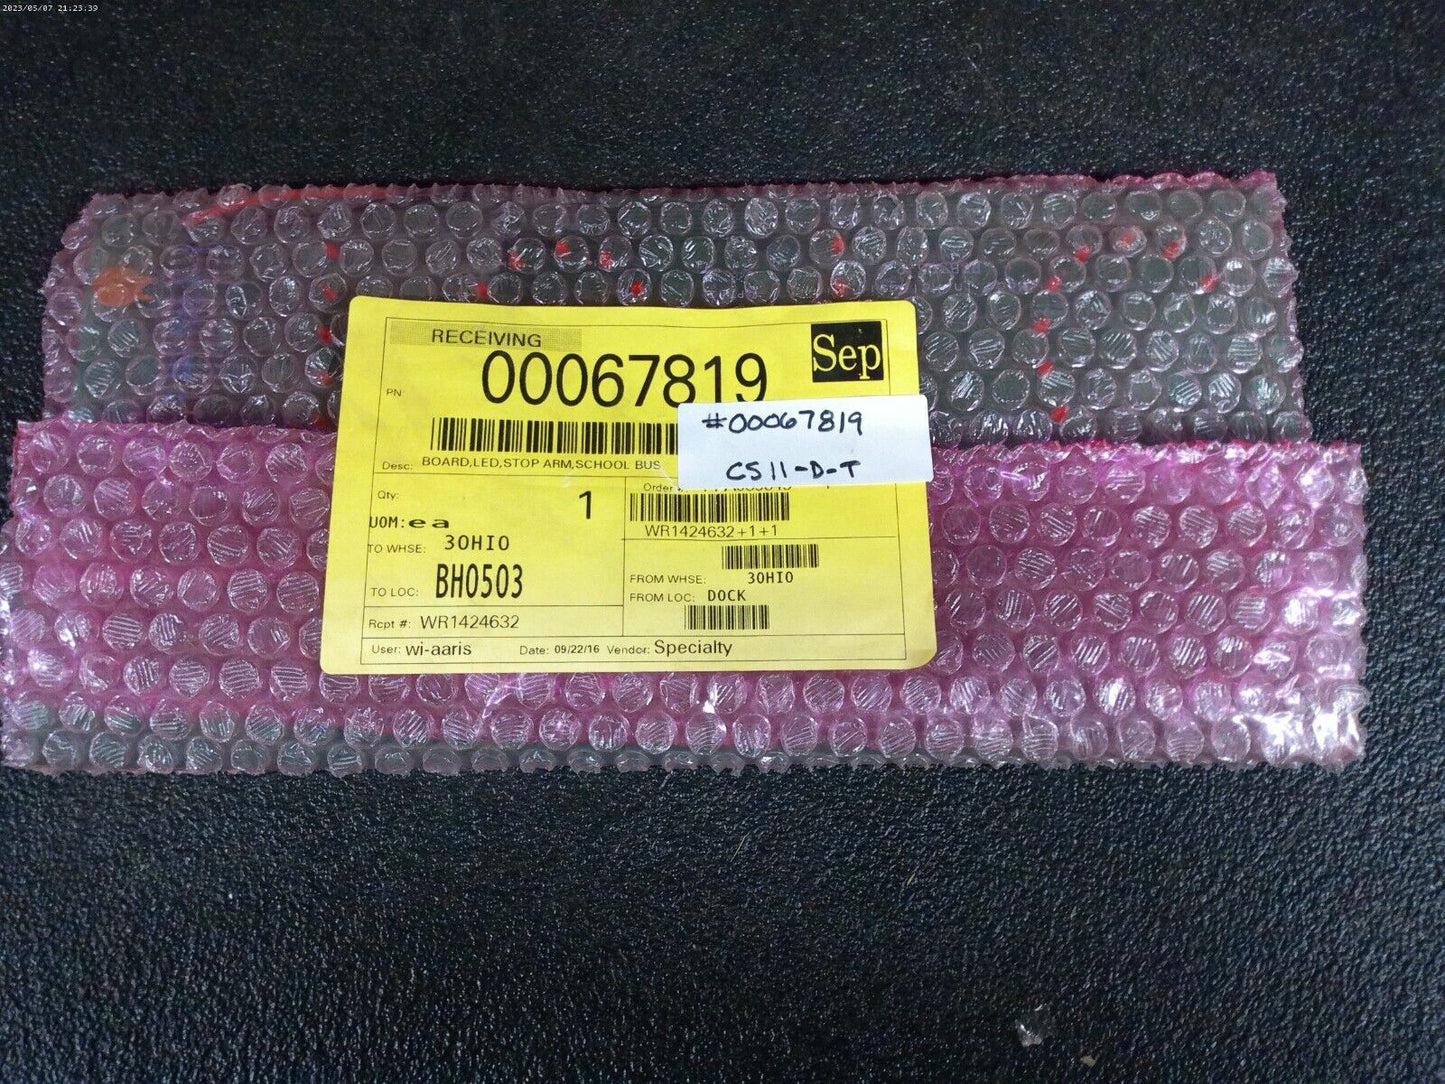 2023/05/07 21:23:39
RECEIVING
Sep
PN
00067819
#00067819
CS11-D-T
Desc: BOARD,LED,STOP ARM,SCHOOL BUS
Qty: 1
Order
UOM: ea
WR1424632+1+1
TO WHSE: 30HIO
FROM WHSE: 30HIO
TO LOC: BH0503
FROM LOC: DOCK
Rcpt #: WR1424632
User: wi-aaris Date: 09/22/16 Vendor: Specialty